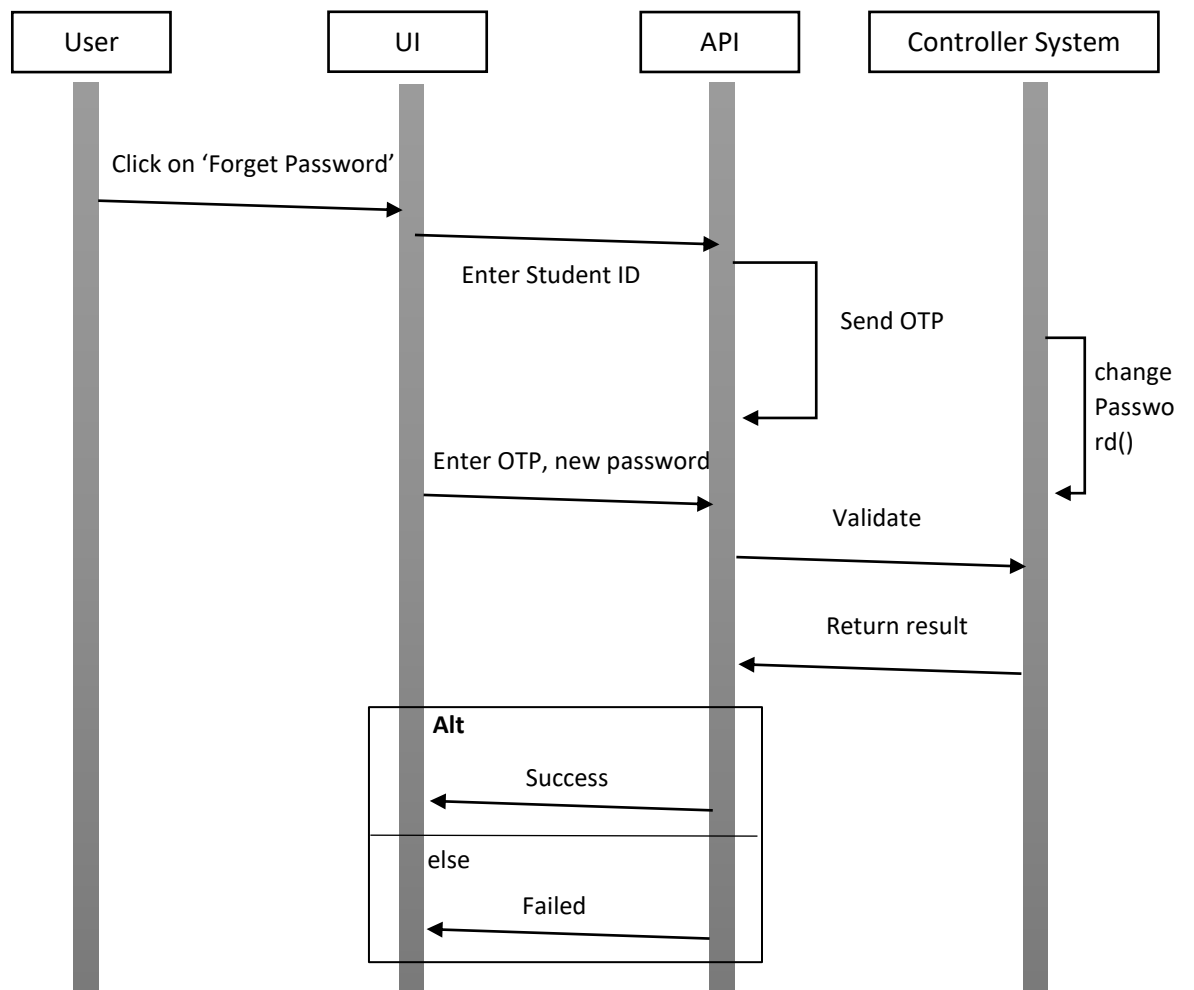 User
UI
API
Controller System
Click on ‘Forget Password’
Enter Student ID
Send OTP
change
Passwo
rd()
Enter OTP, new password
Validate
Return result
Alt
Success
else
Failed